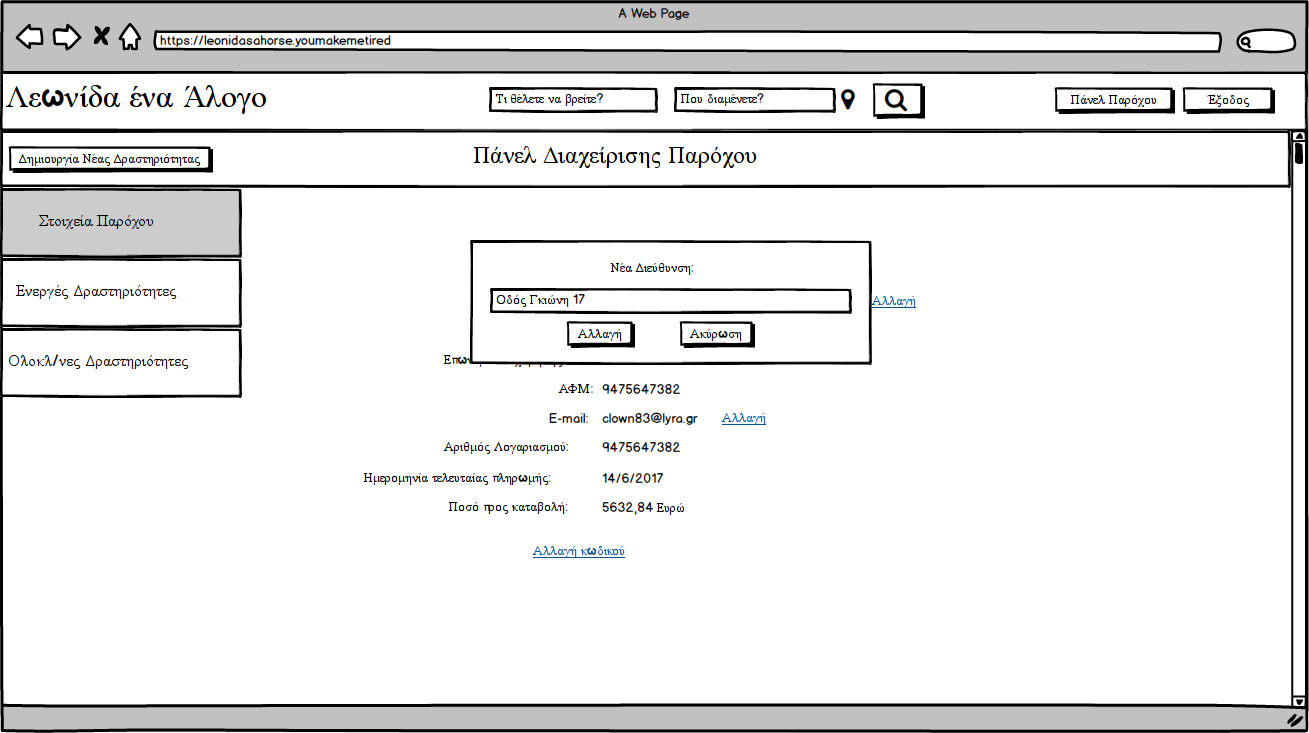 A Web Page
https://leonidasahorse.youmakemetired
Λεωνίδα ένα Άλογο
Τι θέλετε να βρείτε?
Που διαμένετε?
Πάνελ Παρόχου
Έξοδος
Δημιουργία Νέας Δραστηριότητας
Πάνελ Διαχείρισης Παρόχου
Στοιχεία Παρόχου
Ενεργές Δραστηριότητες
Ολοκλ/νες Δραστηριότητες
Νέα Διεύθυνση:
Οδός Γκιώνη 17
Αλλαγή
Αλλαγή
Ακύρωση
ΑΦΜ: 9475647382
E-mail: clown83@lyra.gr Αλλαγή
Αριθμός Λογαριασμού: 9475647382
Ημερομηνία τελευταίας πληρωμής: 14/6/2017
Ποσό προς καταβολή: 5632,84 Ευρώ
Αλλαγή κωδικού